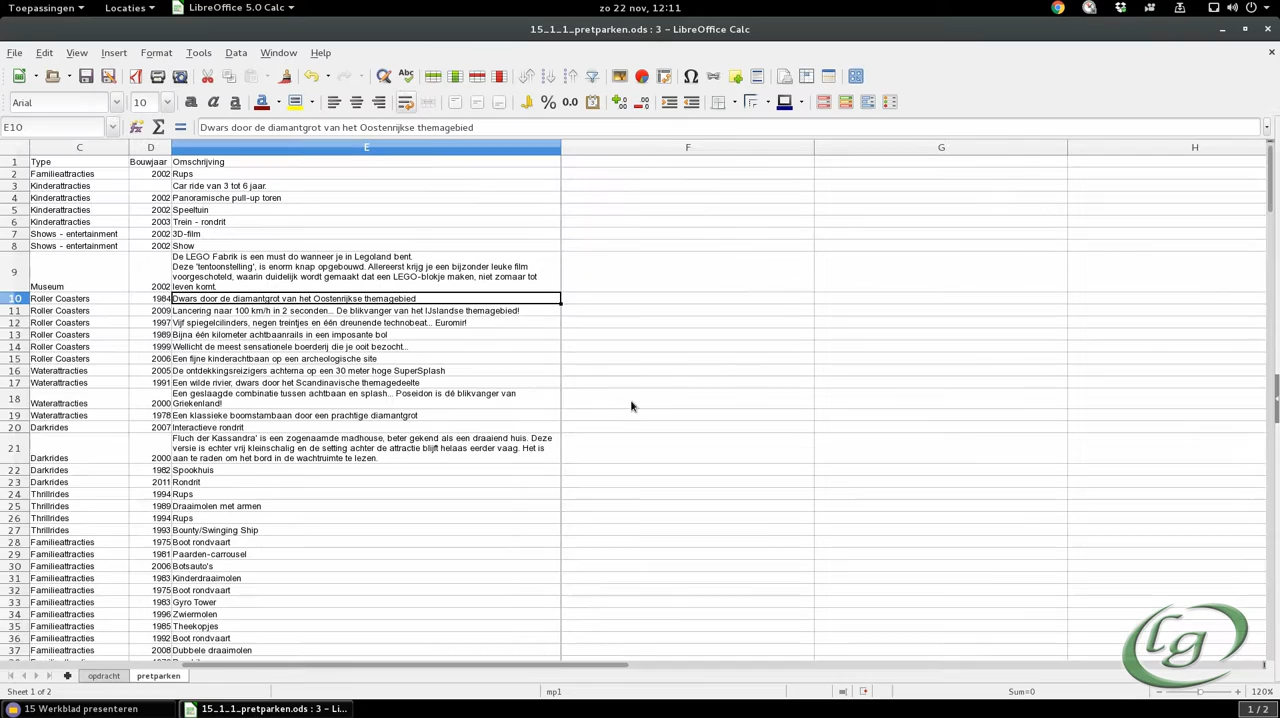 Toepassingen Locaties LibreOffice 5.0 Calc zo 22 nov, 12:11
15_1_1_pretparken.ods : 3 – LibreOffice Calc
File Edit View Insert Format Tools Data Window Help
Arial 10
E10 Dwars door de diamantgrot van het Oostenrijkse themagebied
C D E F G H
1 Type Bouwjaar Omschrijving
2 Familieattracties 2002 Rups
3 Kinderattracties Car ride van 3 tot 6 jaar.
4 Kinderattracties 2002 Panoramische pull-up toren
5 Kinderattracties 2002 Speeltuin
6 Kinderattracties 2003 Trein - rondrit
7 Shows - entertainment 2002 3D-film
8 Shows - entertainment 2002 Show
De LEGO Fabrik is een must do wanneer je in Legoland bent.
Deze 'tentoonstelling', is enorm knap opgebouwd. Allereerst krijg je een bijzonder leuke film
voorgeschoteld, waarin duidelijk wordt gemaakt dat een LEGO-blokje maken, niet zomaar tot
9 Museum 2002 leven komt.
10 Roller Coasters 1984 Dwars door de diamantgrot van het Oostenrijkse themagebied
11 Roller Coasters 2009 Lancering naar 100 km/h in 2 seconden... De blikvanger van het IJslandse themagebied!
12 Roller Coasters 1997 Vijf spiegelcilinders, negen treintjes en één dreunende technobeat... Euromir!
13 Roller Coasters 1989 Bijna één kilometer achtbaanrails in een imposante bol
14 Roller Coasters 1999 Wellicht de meest sensationele boerderij die je ooit bezocht...
15 Roller Coasters 2006 Een fijne kinderachtbaan op een archeologische site
16 Waterattracties 2005 De ontdekkingsreizigers achterna op een 30 meter hoge SuperSplash
17 Waterattracties 1991 Een wilde rivier, dwars door het Scandinavische themagedeelte
Een geslaagde combinatie tussen achtbaan en splash... Poseidon is dé blikvanger van
18 Waterattracties 2000 Griekenland!
19 Waterattracties 1978 Een klassieke boomstambaan door een prachtige diamantgrot
20 Darkrides 2007 Interactieve rondrit
Fluch der Kassandra' is een zogenaamde madhouse, beter gekend als een draaiend huis. Deze
versie is echter vrij kleinschalig en de setting achter de attractie blijft helaas eerder vaag. Het is
21 Darkrides 2000 aan te raden om het bord in de wachtruimte te lezen.
22 Darkrides 1982 Spookhuis
23 Darkrides 2011 Rondrit
24 Thrillrides 1994 Rups
25 Thrillrides 1989 Draaimolen met armen
26 Thrillrides 1994 Rups
27 Thrillrides 1993 Bounty/Swinging Ship
28 Familieattracties 1975 Boot rondvaart
29 Familieattracties 1981 Paarden-carrousel
30 Familieattracties 2006 Botsauto's
31 Familieattracties 1983 Kinderdraaimolen
32 Familieattracties 1975 Boot rondvaart
33 Familieattracties 1983 Gyro Tower
34 Familieattracties 1996 Zwiermolen
35 Familieattracties 1985 Theekopjes
36 Familieattracties 1992 Boot rondvaart
37 Familieattracties 2008 Dubbele draaimolen
lg
opdracht pretparken
Sheet 1 of 2 mp1 Sum=0 120%
15 Werkblad presenteren 15_1_1_pretparken.ods : 3 – Li... 1 / 2